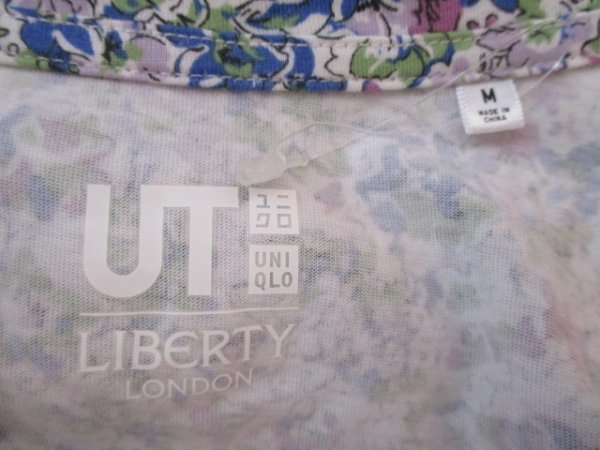 UT
ユニ
クロ
UNI
QLO
LIBERTY
LONDON
M
MADE IN
CHINA